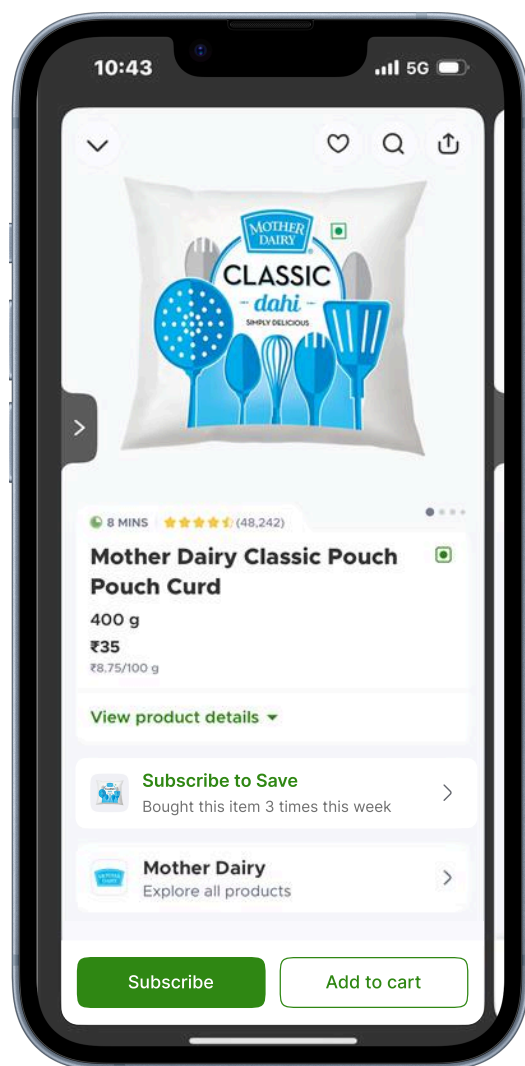 10:43
5G
MOTHER
DAIRY
CLASSIC
dahi
SIMPLY DELICIOUS
8 MINS
(48,242)
Mother Dairy Classic Pouch
Pouch Curd
400 g
₹35
₹8.75/100 g
View product details
Subscribe to Save
Bought this item 3 times this week
MOTHER
DAIRY
Mother Dairy
Explore all products
Subscribe
Add to cart